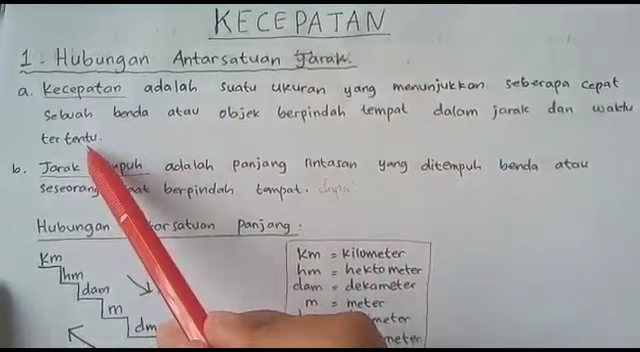 KECEPATAN
1. Hubungan Antarsatuan Jarak.
a. Kecepatan adalah suatu ukuran yang menunjukkan seberapa cepat
sebuah benda atau objek berpindah tempat dalam jarak dan waktu
tertentu.
b. Jarak adalah panjang lintasan yang ditempuh benda atau
seseorang berpindah tempat.
Hubungan Panjang :
Km
hm
dam
m
dm
Km = kilometer
hm = hektometer
dam = dekameter
m = meter